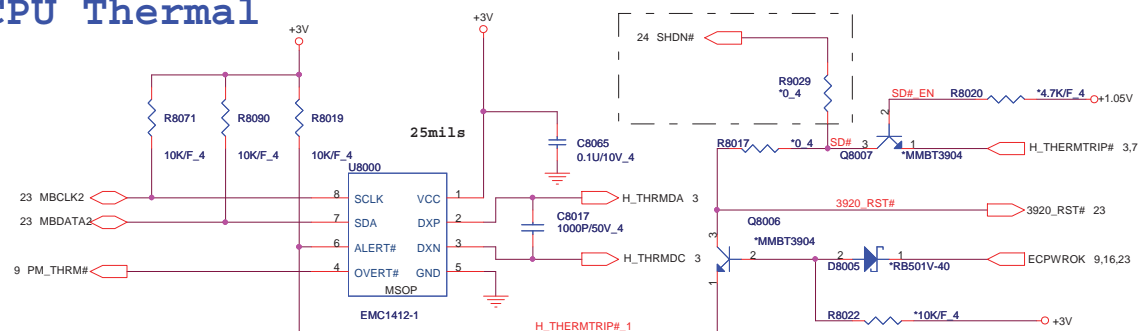 CPU Thermal
+3V
+3V
24 SHDN#
R9029
*0_4
SD#_EN
R8020
*4.7K/F_4
+1.05V
2
R8071
R8090
R8019
25mils
C8065
0.1U/10V_4
R8017
*0_4
SD#
3
1
Q8007
*MMBT3904
H_THERMTRIP# 3,7
10K/F_4
10K/F_4
10K/F_4
U8000
23 MBCLK2
8
SCLK
VCC
1
H_THRMDA 3
23 MBDATA2
7
SDA
DXP
2
C8017
1000P/50V_4
3920_RST#
3920_RST# 23
Q8006
*MMBT3904
3
6
ALERT#
DXN
3
H_THRMDC 3
2
2
1
D8005
*RB501V-40
ECPWROK 9,16,23
9 PM_THRM#
4
OVERT#
GND
5
MSOP
1
EMC1412-1
R8022
*10K/F_4
+3V
H_THERMTRIP#_1